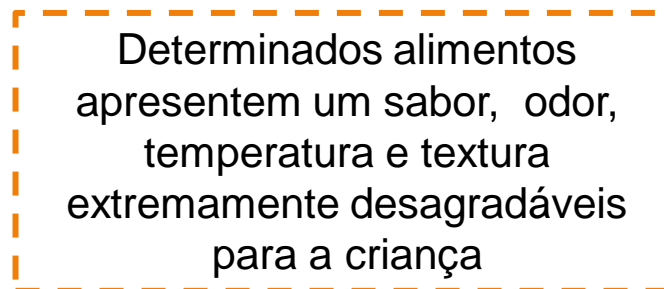 Determinados alimentos
apresentem um sabor,  odor,
temperatura e textura
extremamente desagradáveis
para a criança